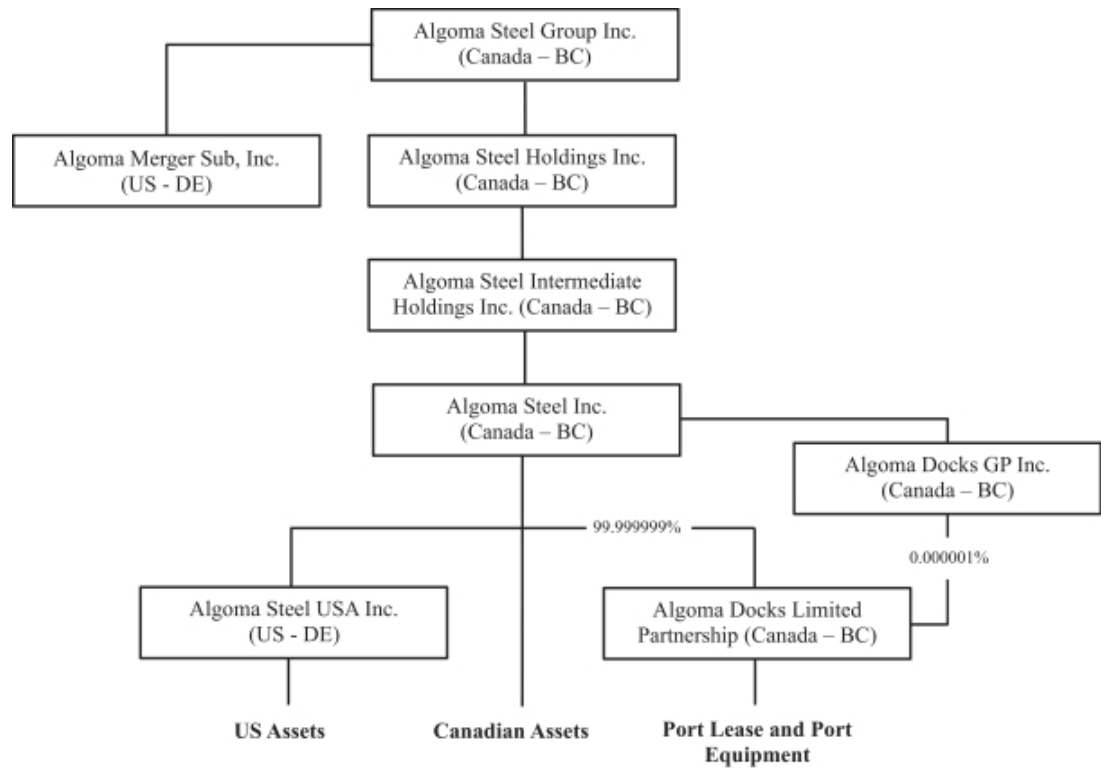 Algoma Steel Group Inc.
(Canada – BC)
Algoma Merger Sub, Inc.
(US - DE)
Algoma Steel Holdings Inc.
(Canada – BC)
Algoma Steel Intermediate
Holdings Inc. (Canada – BC)
Algoma Steel Inc.
(Canada – BC)
Algoma Docks GP Inc.
(Canada – BC)
99.999999%
0.000001%
Algoma Steel USA Inc.
(US - DE)
Algoma Docks Limited
Partnership (Canada – BC)
US Assets
Canadian Assets
Port Lease and Port
Equipment